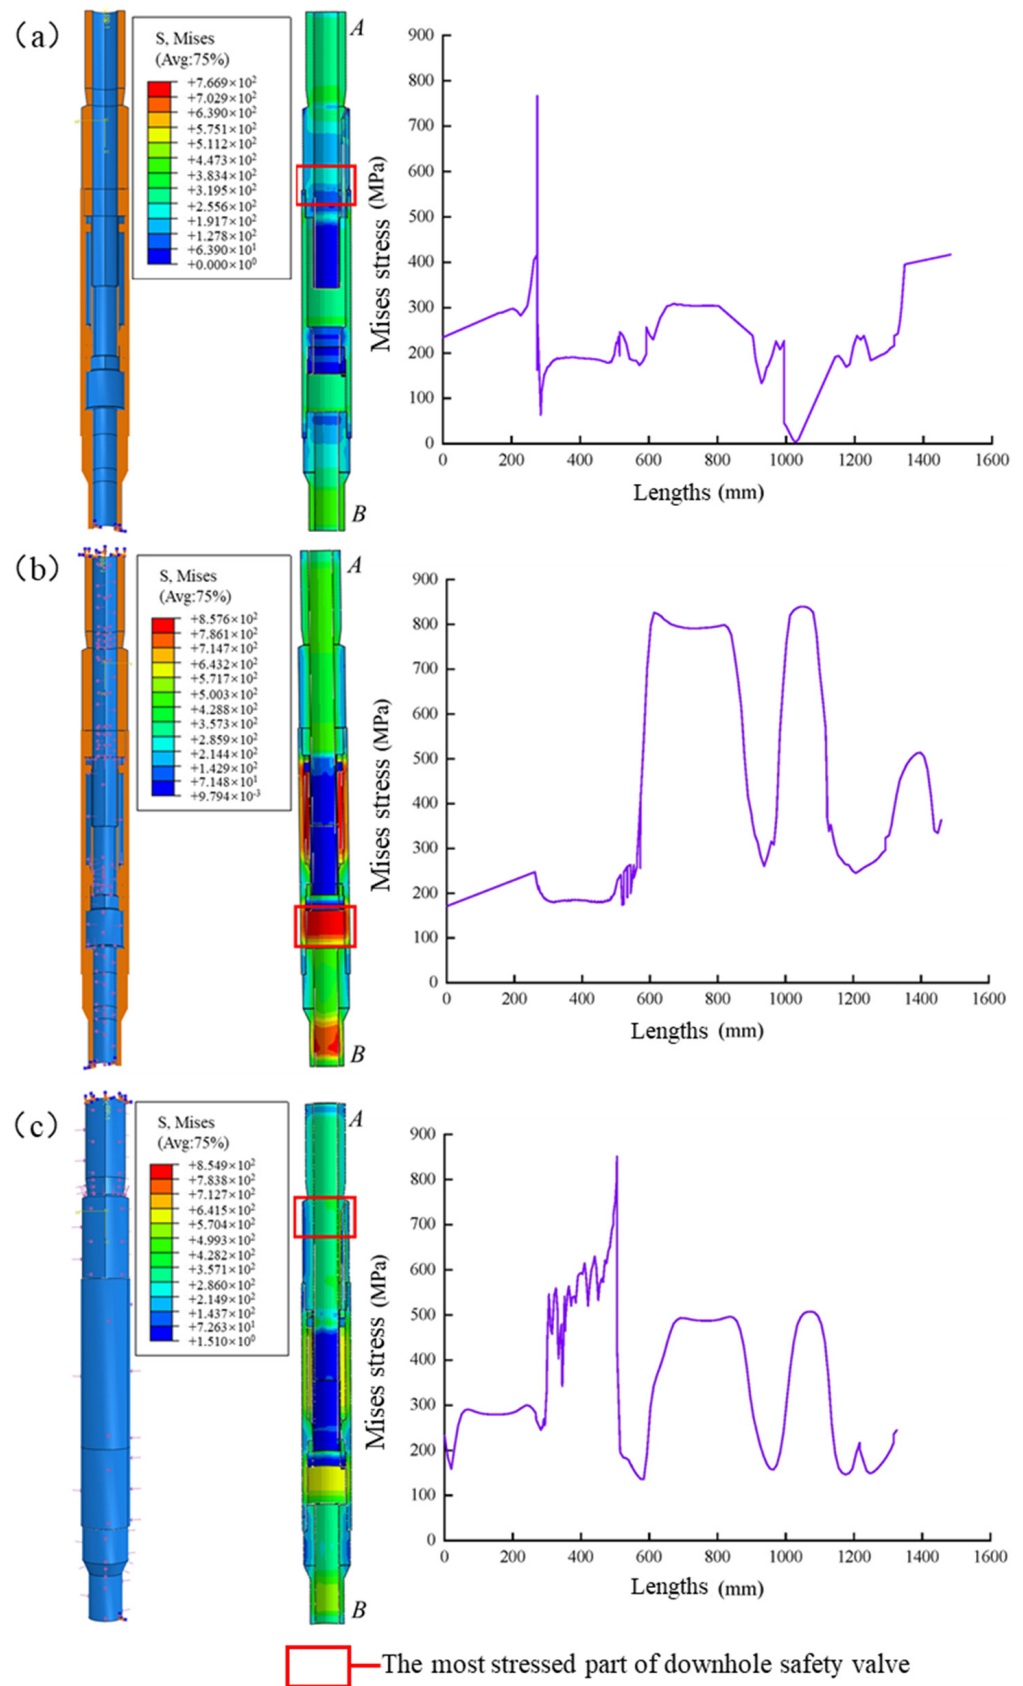 (a)
S, Mises
(Avg:75%)
+7.669×10²
+7.029×10²
+6.390×10²
+5.751×10²
+5.112×10²
+4.473×10²
+3.834×10²
+3.195×10²
+2.556×10²
+1.917×10²
+1.278×10²
+6.390×10¹
+0.000×10⁰
A
B
Mises stress (MPa)
900
800
700
600
500
400
300
200
100
0
0 200 400 600 800 1000 1200 1400 1600
Lengths (mm)
(b)
S, Mises
(Avg:75%)
+8.576×10²
+7.861×10²
+7.147×10²
+6.432×10²
+5.717×10²
+5.003×10²
+4.288×10²
+3.573×10²
+2.859×10²
+2.144×10²
+1.429×10²
+7.148×10¹
+9.794×10⁻³
A
B
Mises stress (MPa)
900
800
700
600
500
400
300
200
100
0
0 200 400 600 800 1000 1200 1400 1600
Lengths (mm)
(c)
S, Mises
(Avg:75%)
+8.549×10²
+7.838×10²
+7.127×10²
+6.415×10²
+5.704×10²
+4.993×10²
+4.282×10²
+3.571×10²
+2.860×10²
+2.149×10²
+1.437×10²
+7.263×10¹
+1.510×10⁰
A
B
Mises stress (MPa)
900
800
700
600
500
400
300
200
100
0
0 200 400 600 800 1000 1200 1400 1600
Lengths (mm)
The most stressed part of downhole safety valve